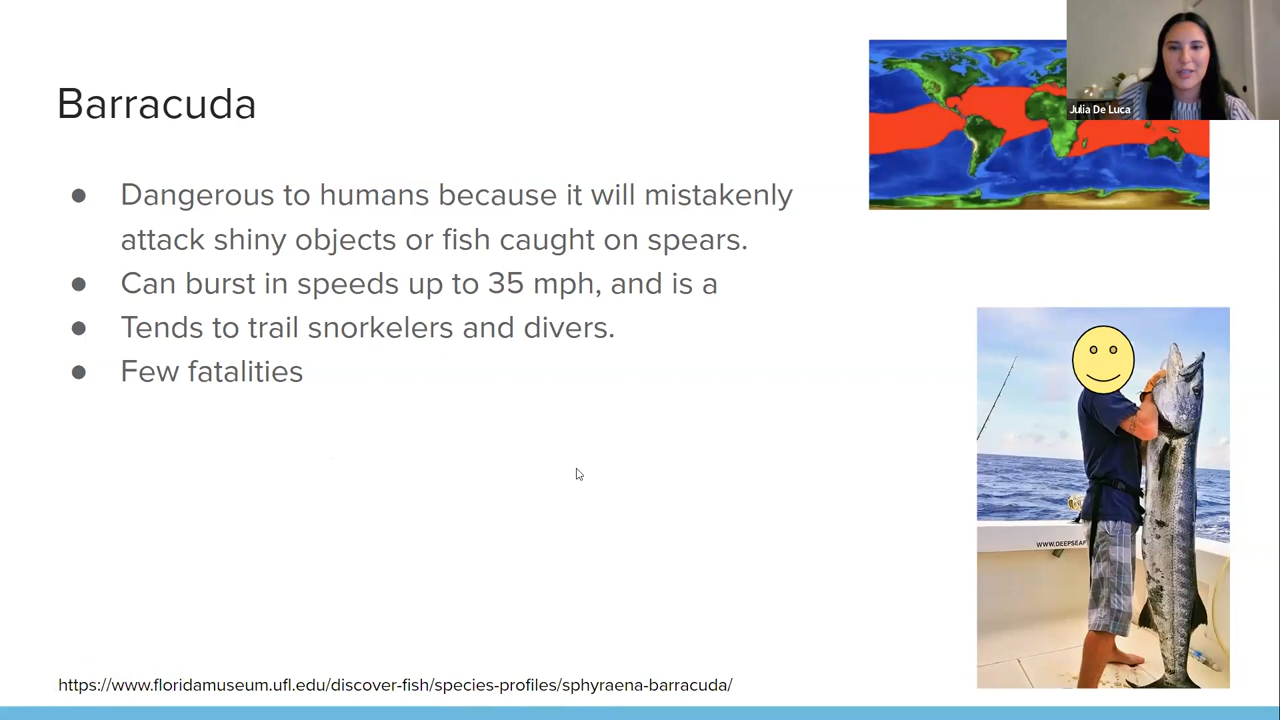 Julia De Luca
Barracuda
Dangerous to humans because it will mistakenly
attack shiny objects or fish caught on spears.
Can burst in speeds up to 35 mph, and is a
Tends to trail snorkelers and divers.
Few fatalities
WWW.DEEPSEAF
https://www.floridamuseum.ufl.edu/discover-fish/species-profiles/sphyraena-barracuda/